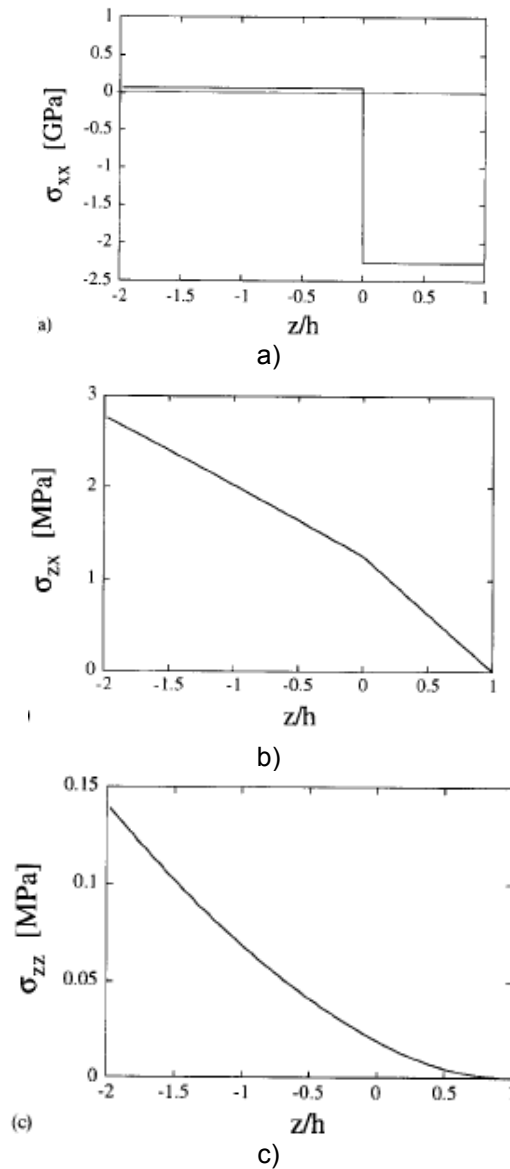 1
0.5
0
-0.5
-1
-1.5
-2
-2.5
σxx [GPa]
-2 -1.5 -1 -0.5 0 0.5 1
z/h
a)
a)
3
2
1
0
σzx [MPa]
-2 -1.5 -1 -0.5 0 0.5 1
z/h
)
b)
0.15
0.1
0.05
0
σzz [MPa]
-2 -1.5 -1 -0.5 0 0.5 1
z/h
(c)
c)